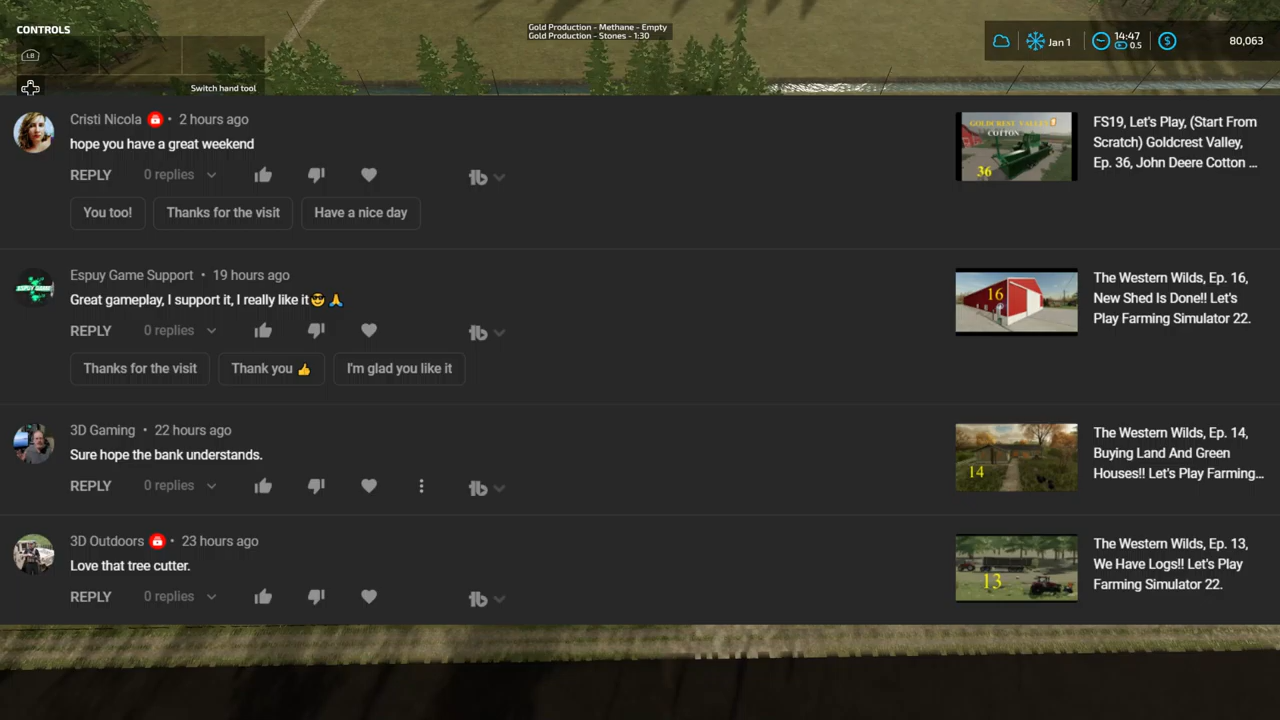 CONTROLS
LB
Switch hand tool
Gold Production - Methane - Empty
Gold Production - Stones - 1:30
Jan 1
14:47
0.5
80,063
Cristi Nicola • 2 hours ago
hope you have a great weekend
REPLY 0 replies
You too! Thanks for the visit Have a nice day
GOLDCREST VALLEY
COTTON
36
FS19, Let's Play, (Start From
Scratch) Goldcrest Valley,
Ep. 36, John Deere Cotton ...
Espuy Game Support • 19 hours ago
Great gameplay, I support it, I really like it😎 🙏
REPLY 0 replies
Thanks for the visit Thank you 👍 I'm glad you like it
ESPUY GAME
16
The Western Wilds, Ep. 16,
New Shed Is Done!! Let's
Play Farming Simulator 22.
3D Gaming • 22 hours ago
Sure hope the bank understands.
REPLY 0 replies
14
The Western Wilds, Ep. 14,
Buying Land And Green
Houses!! Let's Play Farming...
3D Outdoors • 23 hours ago
Love that tree cutter.
REPLY 0 replies
13
The Western Wilds, Ep. 13,
We Have Logs!! Let's Play
Farming Simulator 22.